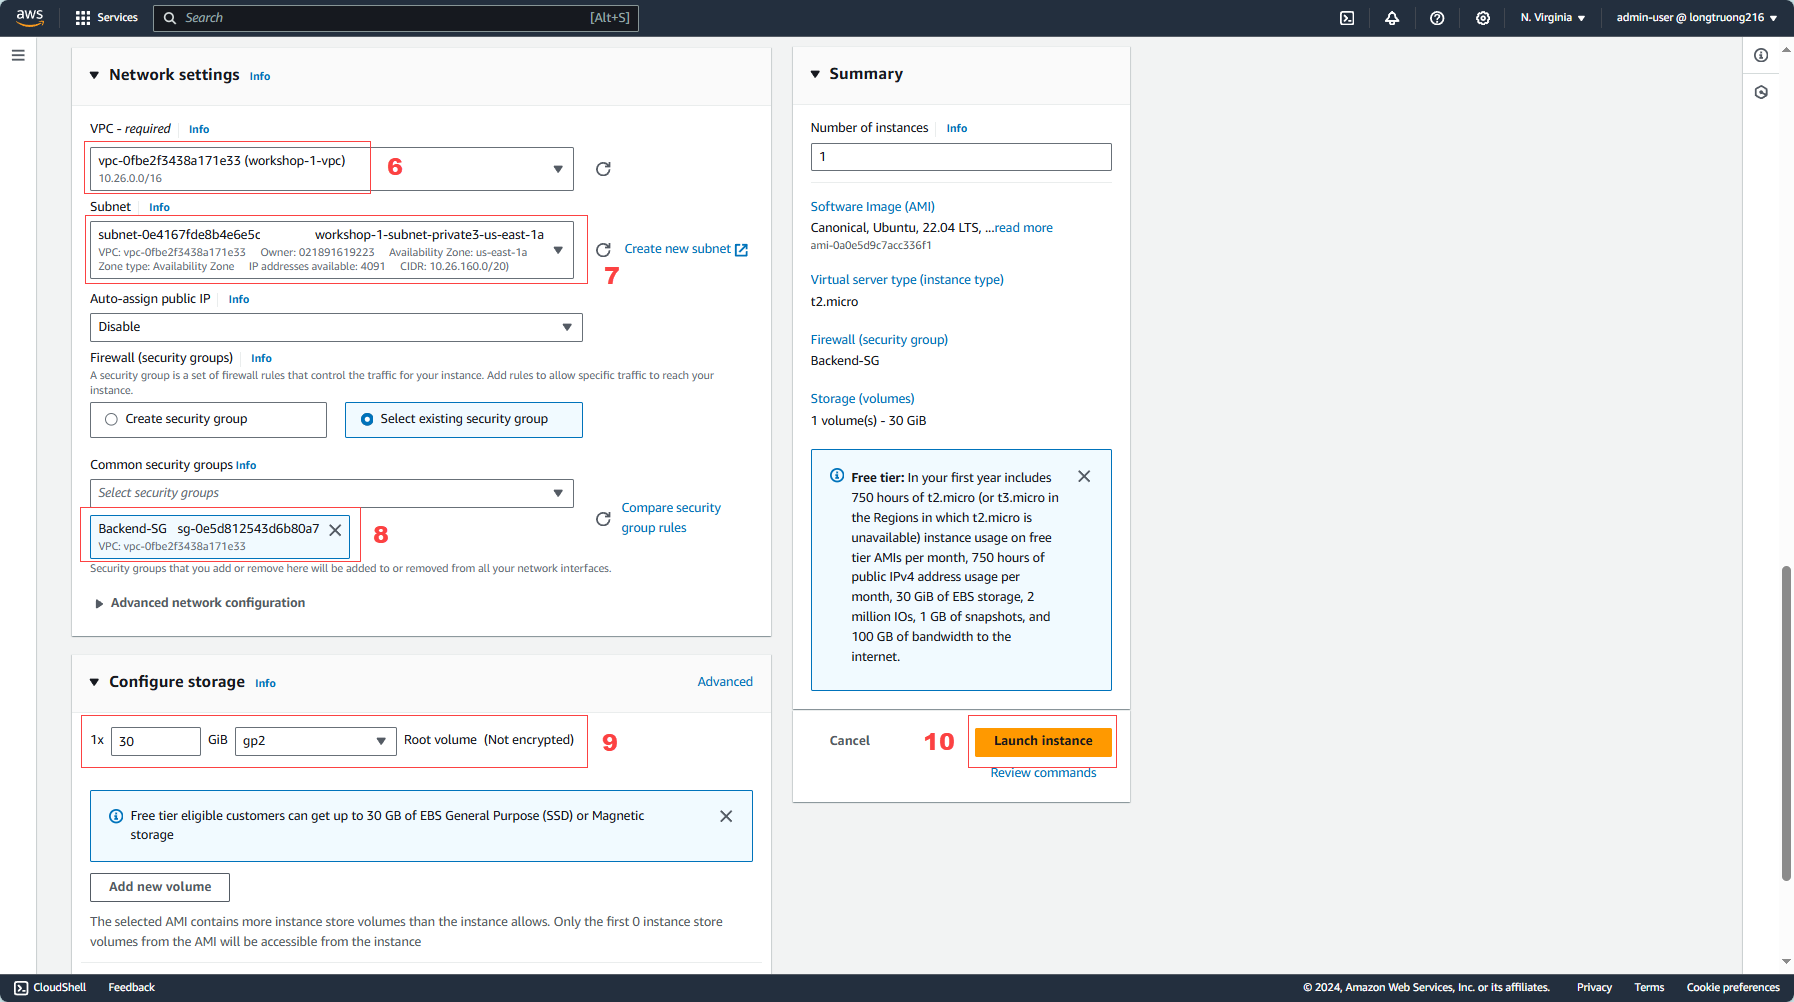 aws
Services
Search
[Alt+S]
N. Virginia
admin-user @ longtruong216
Network settings Info
VPC - required Info
vpc-0fbe2f3438a171e33 (workshop-1-vpc)
10.26.0.0/16
6
Subnet Info
subnet-0e4167fde8b4e6e5c workshop-1-subnet-private3-us-east-1a
VPC: vpc-0fbe2f3438a171e33 Owner: 021891619223 Availability Zone: us-east-1a
Zone type: Availability Zone IP addresses available: 4091 CIDR: 10.26.160.0/20)
Create new subnet
7
Auto-assign public IP Info
Disable
Firewall (security groups) Info
A security group is a set of firewall rules that control the traffic for your instance. Add rules to allow specific traffic to reach your
instance.
Create security group
Select existing security group
Common security groups Info
Select security groups
Backend-SG sg-0e5d812543d6b80a7
VPC: vpc-0fbe2f3438a171e33
8
Compare security
group rules
Security groups that you add or remove here will be added to or removed from all your network interfaces.
Advanced network configuration
Configure storage Info
Advanced
1x 30 GiB gp2 Root volume (Not encrypted)
9
Free tier eligible customers can get up to 30 GB of EBS General Purpose (SSD) or Magnetic
storage
Add new volume
The selected AMI contains more instance store volumes than the instance allows. Only the first 0 instance store
volumes from the AMI will be accessible from the instance
Summary
Number of instances Info
1
Software Image (AMI)
Canonical, Ubuntu, 22.04 LTS, ...read more
ami-0a0e5d9c7acc336f1
Virtual server type (instance type)
t2.micro
Firewall (security group)
Backend-SG
Storage (volumes)
1 volume(s) - 30 GiB
Free tier: In your first year includes
750 hours of t2.micro (or t3.micro in
the Regions in which t2.micro is
unavailable) instance usage on free
tier AMIs per month, 750 hours of
public IPv4 address usage per
month, 30 GiB of EBS storage, 2
million IOs, 1 GB of snapshots, and
100 GB of bandwidth to the
internet.
Cancel
10
Launch instance
Review commands
CloudShell
Feedback
© 2024, Amazon Web Services, Inc. or its affiliates.
Privacy
Terms
Cookie preferences